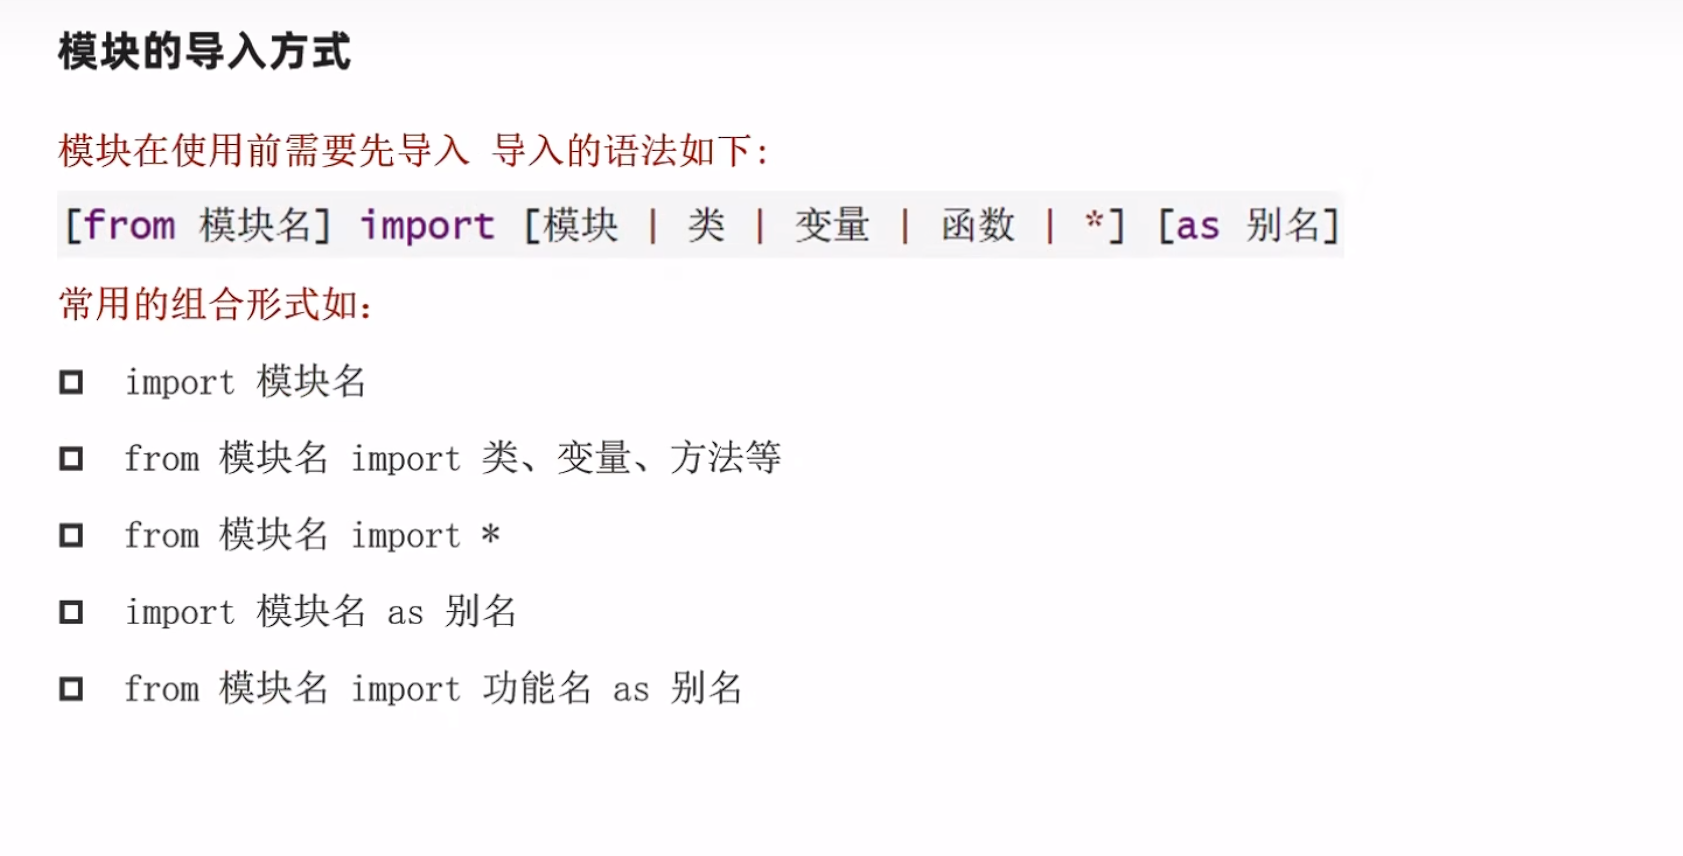 模块的导入方式
模块在使用前需要先导入 导入的语法如下:
[from 模块名] import [模块 | 类 | 变量 | 函数 | *] [as 别名]
常用的组合形式如：
import 模块名
from 模块名 import 类、变量、方法等
from 模块名 import *
import 模块名 as 别名
from 模块名 import 功能名 as 别名